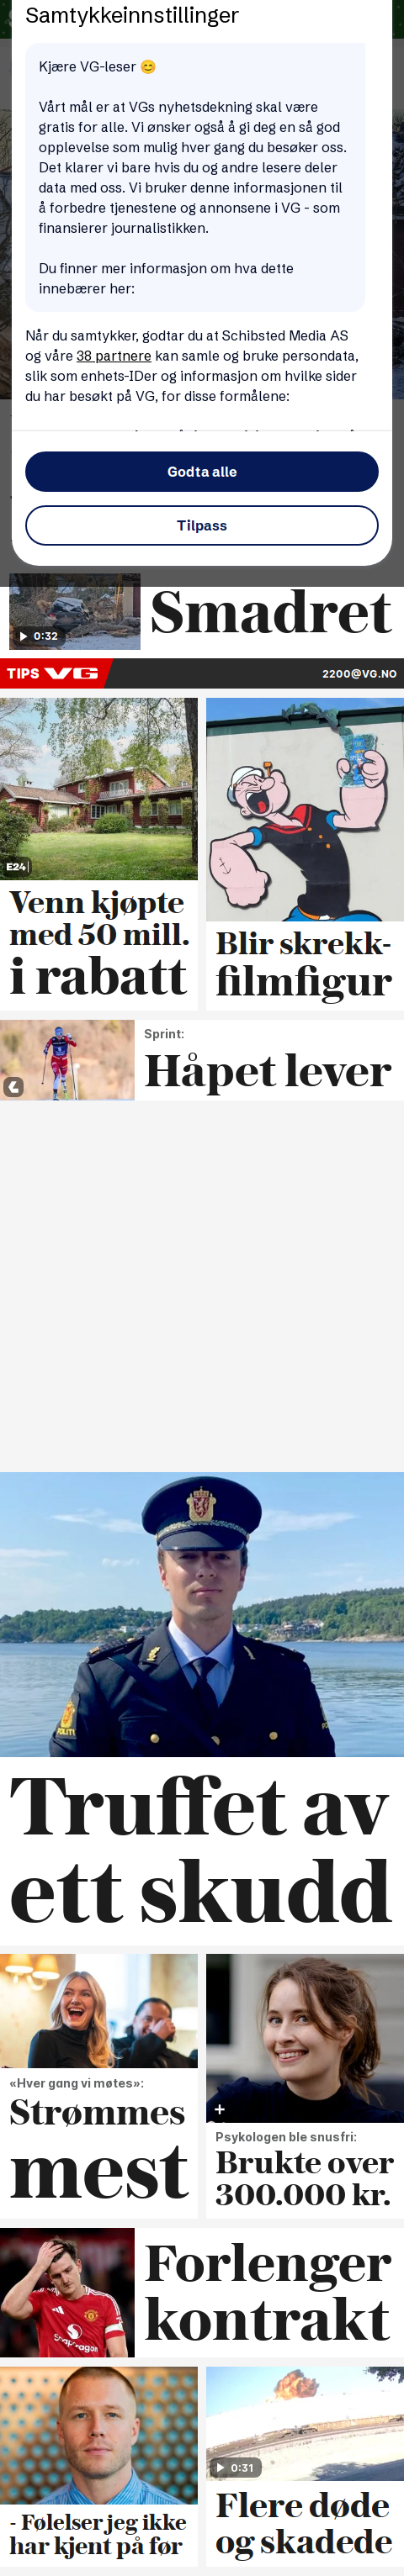 Samtykkeinnstillinger
Kjære VG-leser 😊
Vårt mål er at VGs nyhetsdekning skal være
gratis for alle. Vi ønsker også å gi deg en så god
opplevelse som mulig hver gang du besøker oss.
Det klarer vi bare hvis du og andre lesere deler
data med oss. Vi bruker denne informasjonen til
å forbedre tjenestene og annonsene i VG - som
finansierer journalistikken.
Du finner mer informasjon om hva dette
innebærer her:
Når du samtykker, godtar du at Schibsted Media AS
og våre 38 partnere kan samle og bruke persondata,
slik som enhets-IDer og informasjon om hvilke sider
du har besøkt på VG, for disse formålene:
Godta alle
Tilpass
0:32
Smadret
TIPS VG
2200@VG.NO
E24
Venn kjøpte
med 50 mill.
i rabatt
Blir skrekk-
filmfigur
Sprint:
Håpet lever
POLITI
Truffet av
ett skudd
«Hver gang vi møtes»:
Strømmes
mest
Psykologen ble snusfri:
Brukte over
300.000 kr.
Snapdragon
Forlenger
kontrakt
- Følelser jeg ikke
har kjent på før
0:31
Flere døde
og skadede